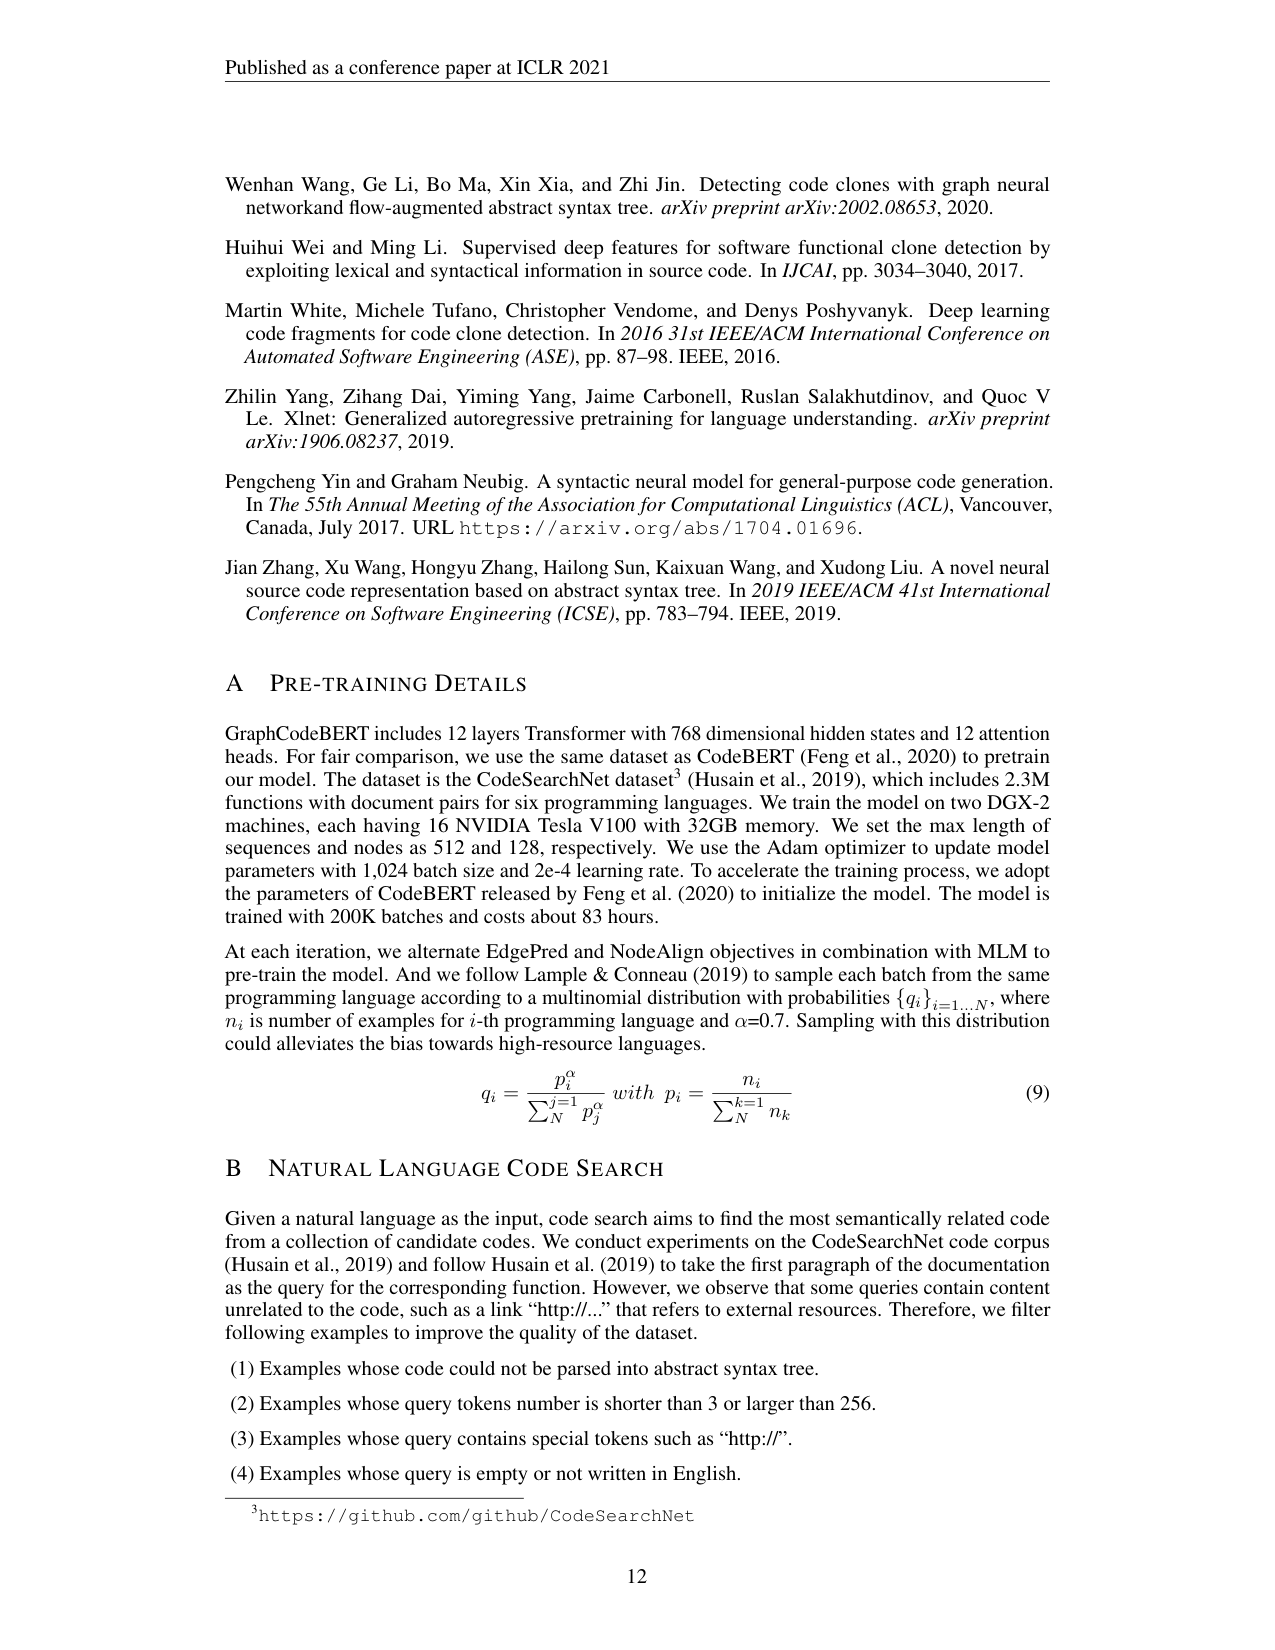 Published as a conference paper at ICLR 2021
Wenhan Wang, Ge Li, Bo Ma, Xin Xia, and Zhi Jin. Detecting code clones with graph neural
networkand flow-augmented abstract syntax tree. arXiv preprint arXiv:2002.08653, 2020.
Huihui Wei and Ming Li. Supervised deep features for software functional clone detection by
exploiting lexical and syntactical information in source code. In IJCAI, pp. 3034–3040, 2017.
Martin White, Michele Tufano, Christopher Vendome, and Denys Poshyvanyk. Deep learning
code fragments for code clone detection. In 2016 31st IEEE/ACM International Conference on
Automated Software Engineering (ASE), pp. 87–98. IEEE, 2016.
Zhilin Yang, Zihang Dai, Yiming Yang, Jaime Carbonell, Ruslan Salakhutdinov, and Quoc V
Le. Xlnet: Generalized autoregressive pretraining for language understanding. arXiv preprint
arXiv:1906.08237, 2019.
Pengcheng Yin and Graham Neubig. A syntactic neural model for general-purpose code generation.
In The 55th Annual Meeting of the Association for Computational Linguistics (ACL), Vancouver,
Canada, July 2017. URL https://arxiv.org/abs/1704.01696.
Jian Zhang, Xu Wang, Hongyu Zhang, Hailong Sun, Kaixuan Wang, and Xudong Liu. A novel neural
source code representation based on abstract syntax tree. In 2019 IEEE/ACM 41st International
Conference on Software Engineering (ICSE), pp. 783–794. IEEE, 2019.
A PRE-TRAINING DETAILS
GraphCodeBERT includes 12 layers Transformer with 768 dimensional hidden states and 12 attention
heads. For fair comparison, we use the same dataset as CodeBERT (Feng et al., 2020) to pretrain
our model. The dataset is the CodeSearchNet dataset³ (Husain et al., 2019), which includes 2.3M
functions with document pairs for six programming languages. We train the model on two DGX-2
machines, each having 16 NVIDIA Tesla V100 with 32GB memory. We set the max length of
sequences and nodes as 512 and 128, respectively. We use the Adam optimizer to update model
parameters with 1,024 batch size and 2e-4 learning rate. To accelerate the training process, we adopt
the parameters of CodeBERT released by Feng et al. (2020) to initialize the model. The model is
trained with 200K batches and costs about 83 hours.
At each iteration, we alternate EdgePred and NodeAlign objectives in combination with MLM to
pre-train the model. And we follow Lample & Conneau (2019) to sample each batch from the same
programming language according to a multinomial distribution with probabilities {q_i}_{i=1...N}, where
n_i is number of examples for i-th programming language and α=0.7. Sampling with this distribution
could alleviates the bias towards high-resource languages.
q_i = \frac{p_i^α}{\sum_N^{j=1} p_j^α} with p_i = \frac{n_i}{\sum_N^{k=1} n_k} (9)
B NATURAL LANGUAGE CODE SEARCH
Given a natural language as the input, code search aims to find the most semantically related code
from a collection of candidate codes. We conduct experiments on the CodeSearchNet code corpus
(Husain et al., 2019) and follow Husain et al. (2019) to take the first paragraph of the documentation
as the query for the corresponding function. However, we observe that some queries contain content
unrelated to the code, such as a link “http://...” that refers to external resources. Therefore, we filter
following examples to improve the quality of the dataset.
(1) Examples whose code could not be parsed into abstract syntax tree.
(2) Examples whose query tokens number is shorter than 3 or larger than 256.
(3) Examples whose query contains special tokens such as “http://”.
(4) Examples whose query is empty or not written in English.
³https://github.com/github/CodeSearchNet
12